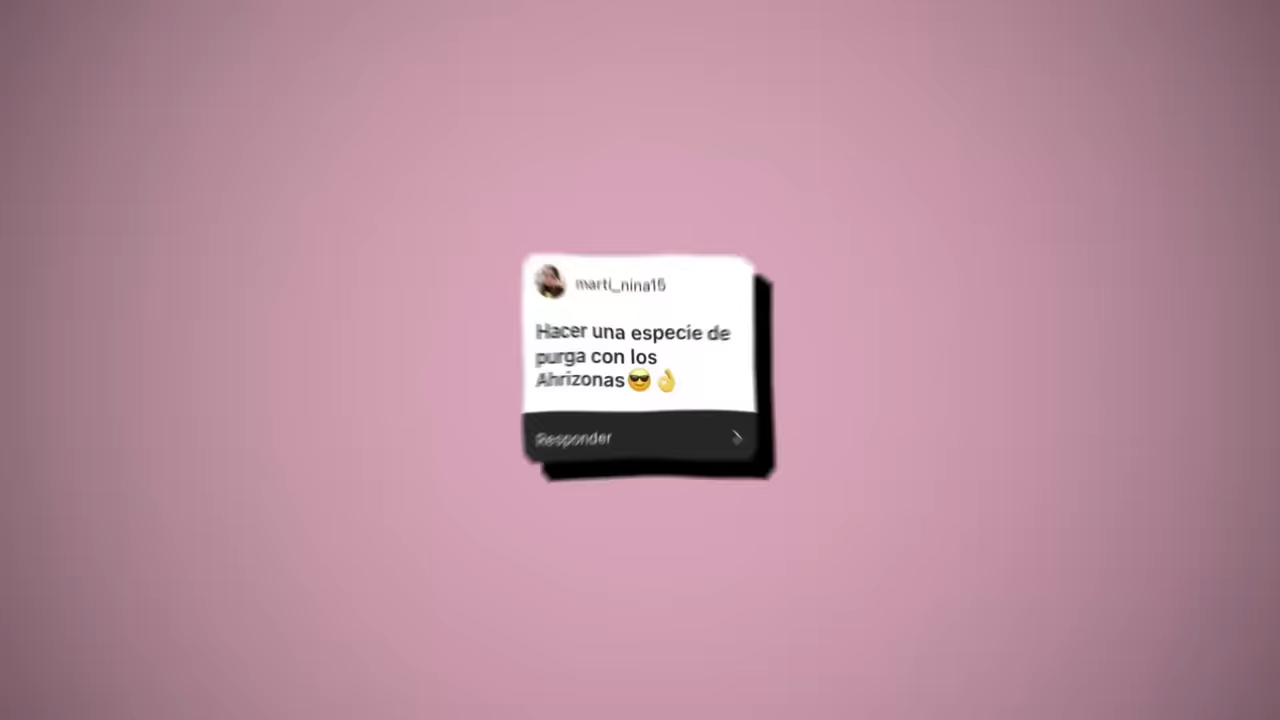 marti_nina15
Hacer una especie de
purga con los
Ahrizonas😎👌
Responder